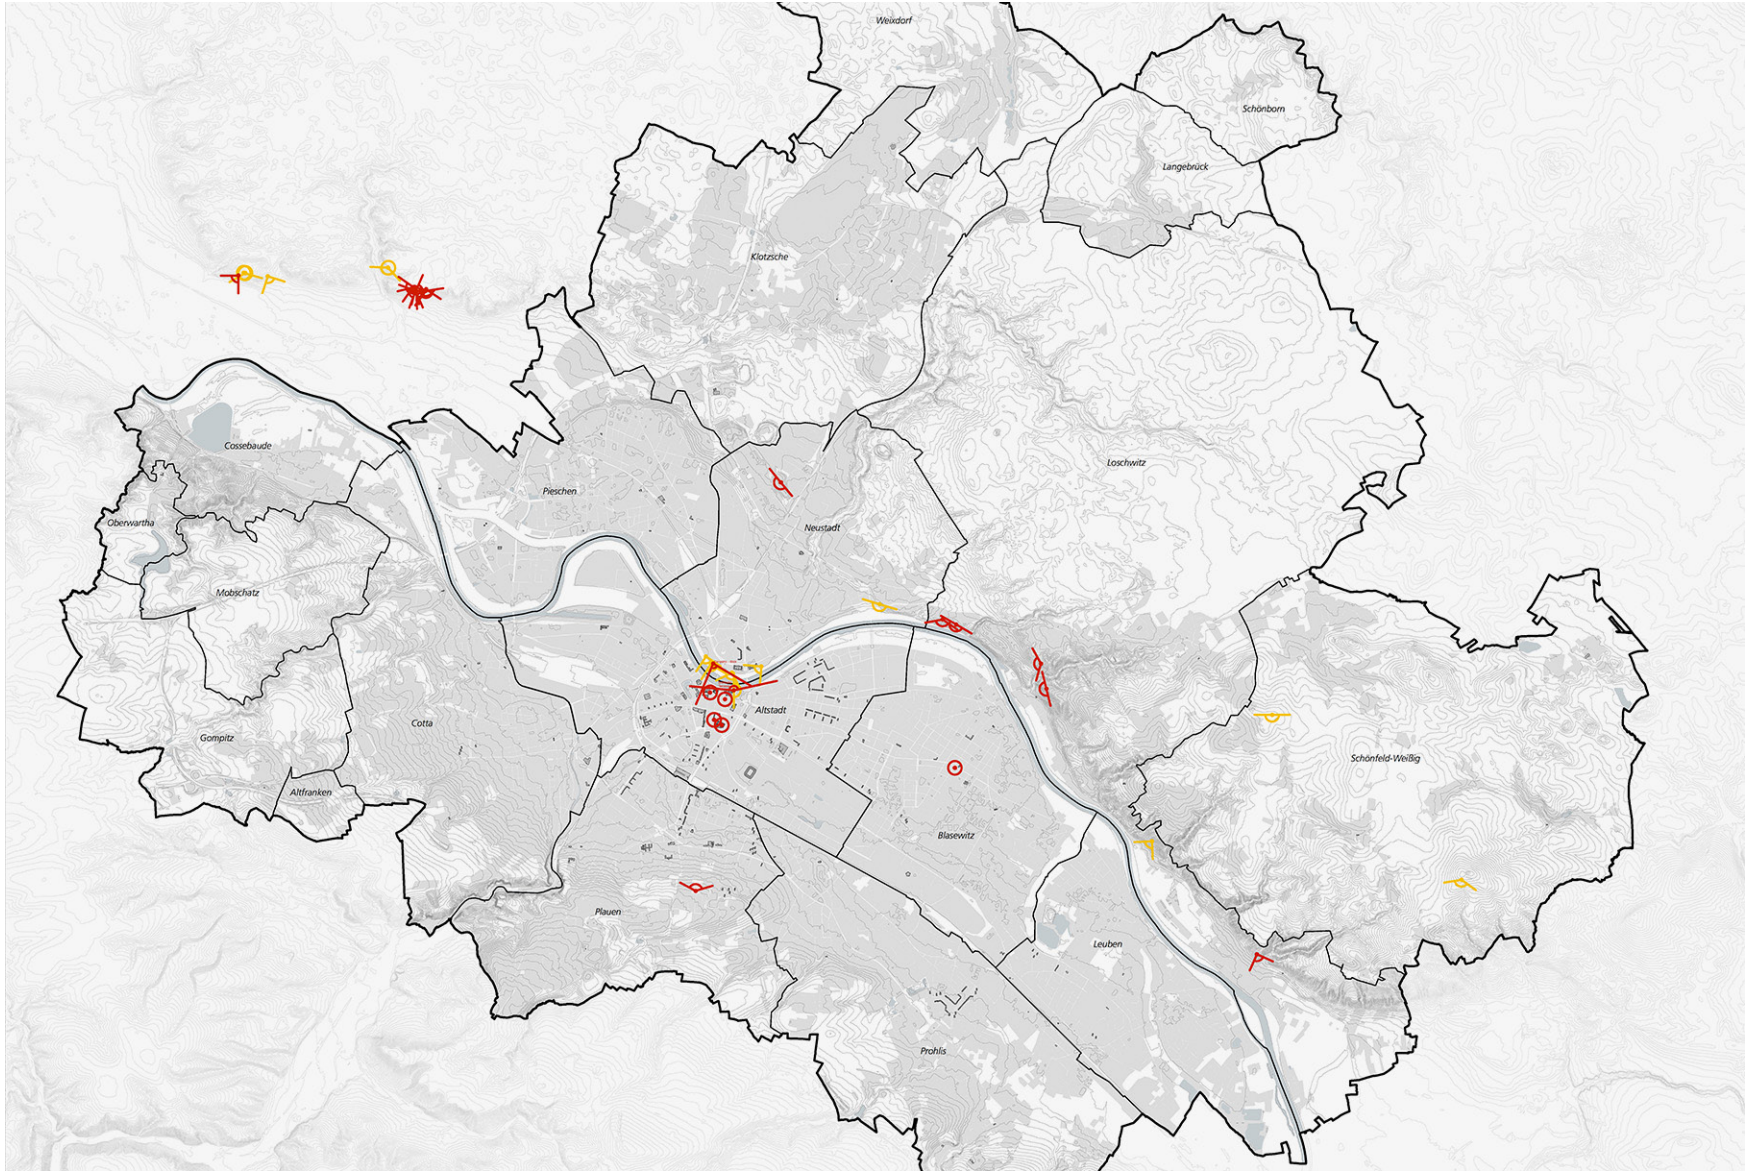 Weixdorf
Schönborn
Langebrück
Klotzsche
Cossebaude
Loschwitz
Pieschen
Oberwartha
Neustadt
Mobschatz
Altstadt
Cotta
Gompitz
Schönfeld-Weißig
Altfranken
Blasewitz
Plauen
Leuben
Prohlis